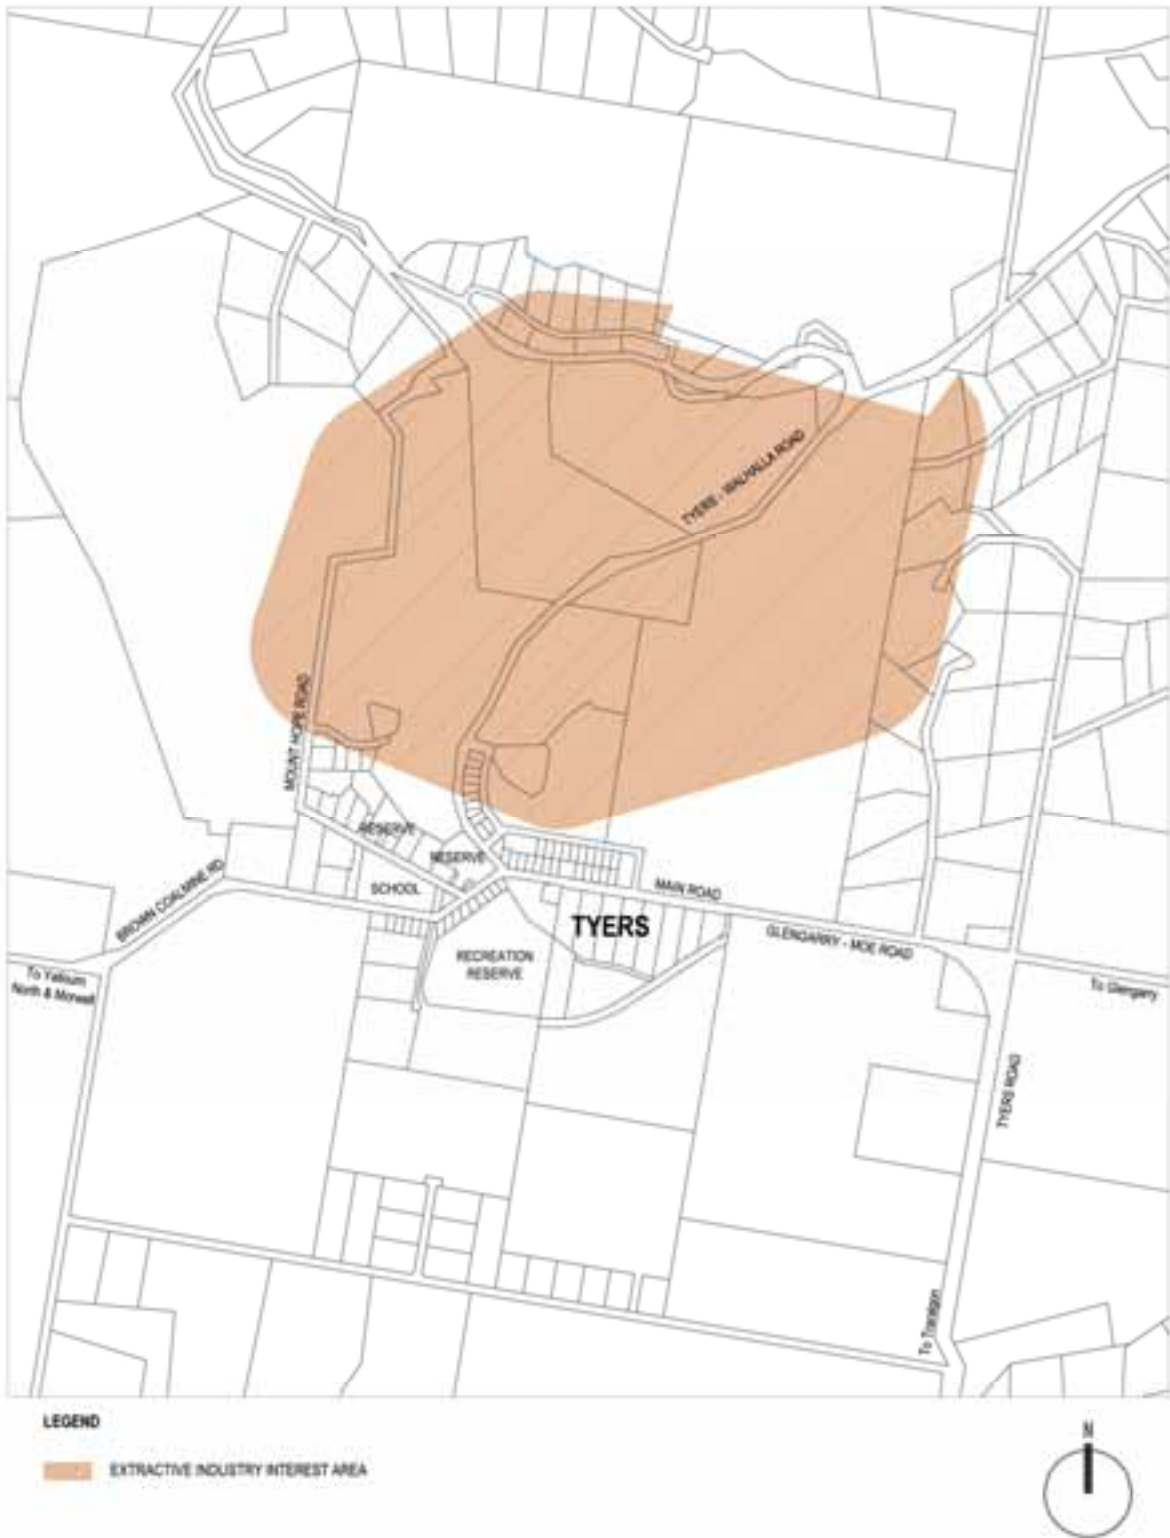 TYERS - WALHALLA ROAD
MOUNT HOPE ROAD
RESERVE
RESERVE
SCHOOL
MAIN ROAD
BROWN COALMINE RD
TYERS
GLENGARRY - MOE ROAD
RECREATION
RESERVE
To Yallourn
North & Morwell
To Glengarry
TYERS ROAD
To Traralgon
LEGEND
EXTRACTIVE INDUSTRY INTEREST AREA
N